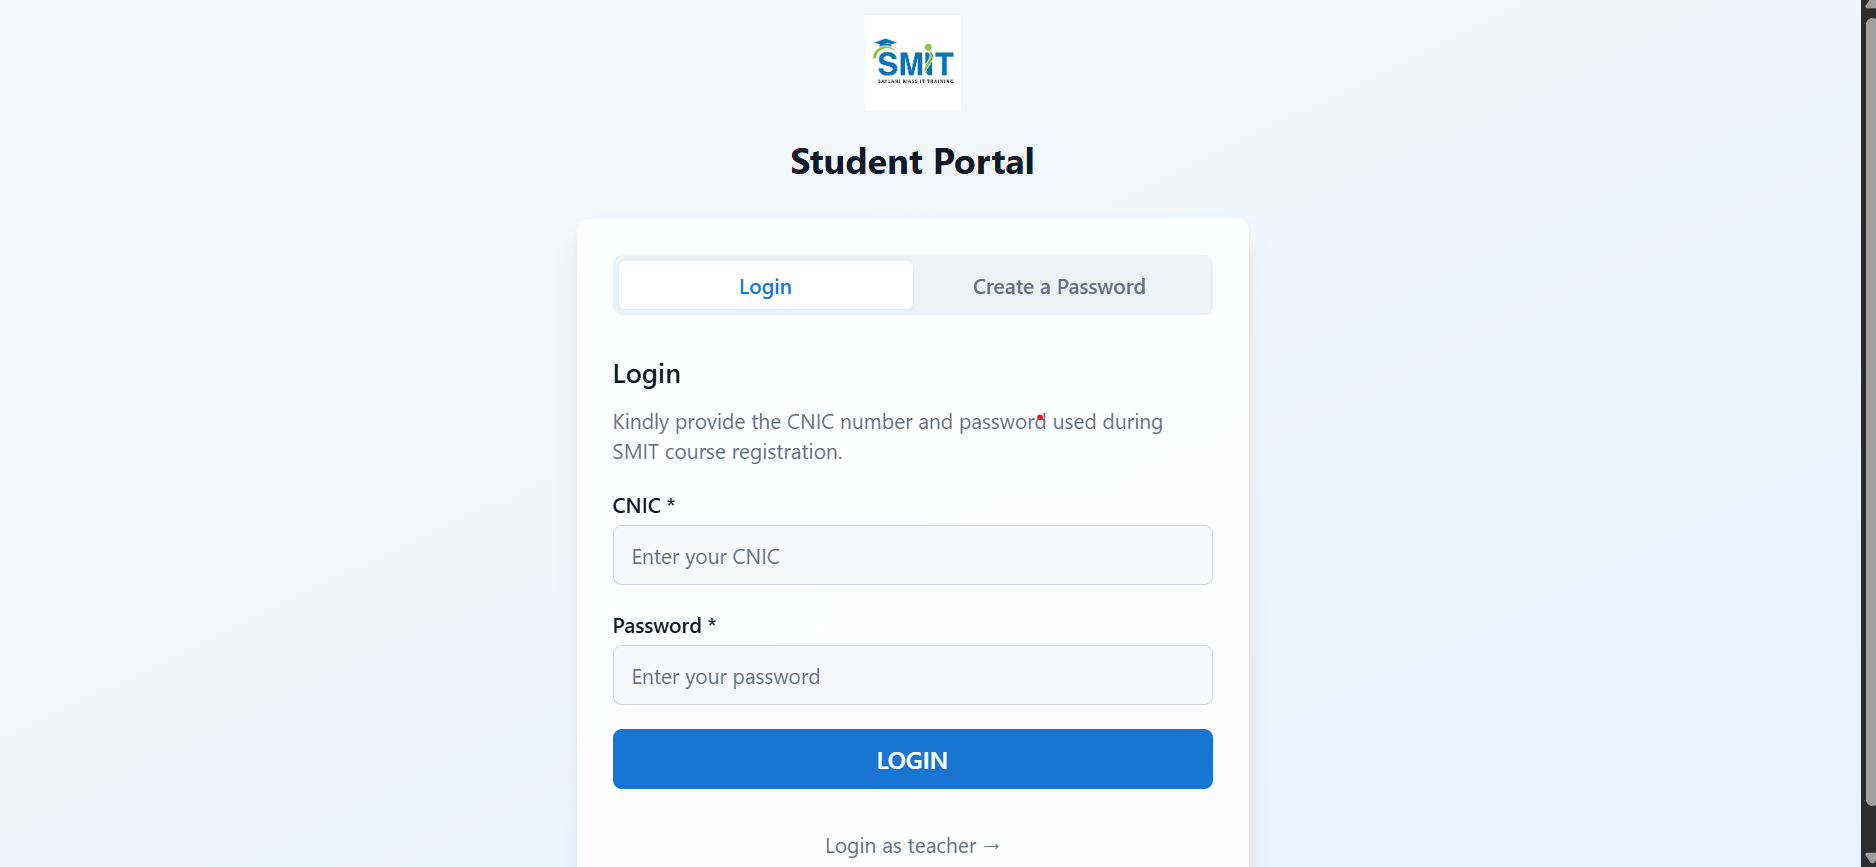 SMIT
SAYLANI MASS IT TRAINING
Student Portal
Login
Create a Password
Login
Kindly provide the CNIC number and password used during
SMIT course registration.
CNIC *
Enter your CNIC
Password *
Enter your password
LOGIN
Login as teacher →